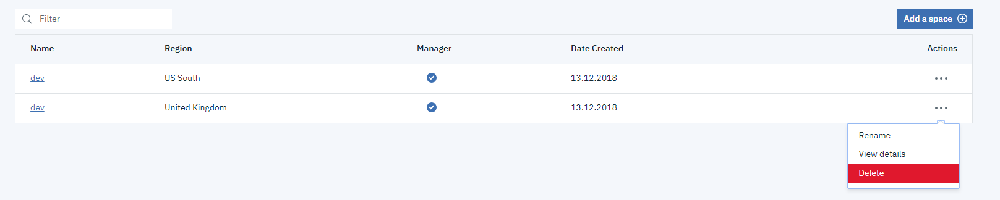 Filter
Add a space
Name Region Manager Date Created Actions
dev US South 13.12.2018
dev United Kingdom 13.12.2018
Rename
View details
Delete